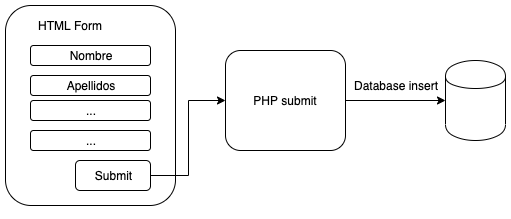 HTML Form
Nombre
Apellidos
...
...
Submit
PHP submit
Database insert